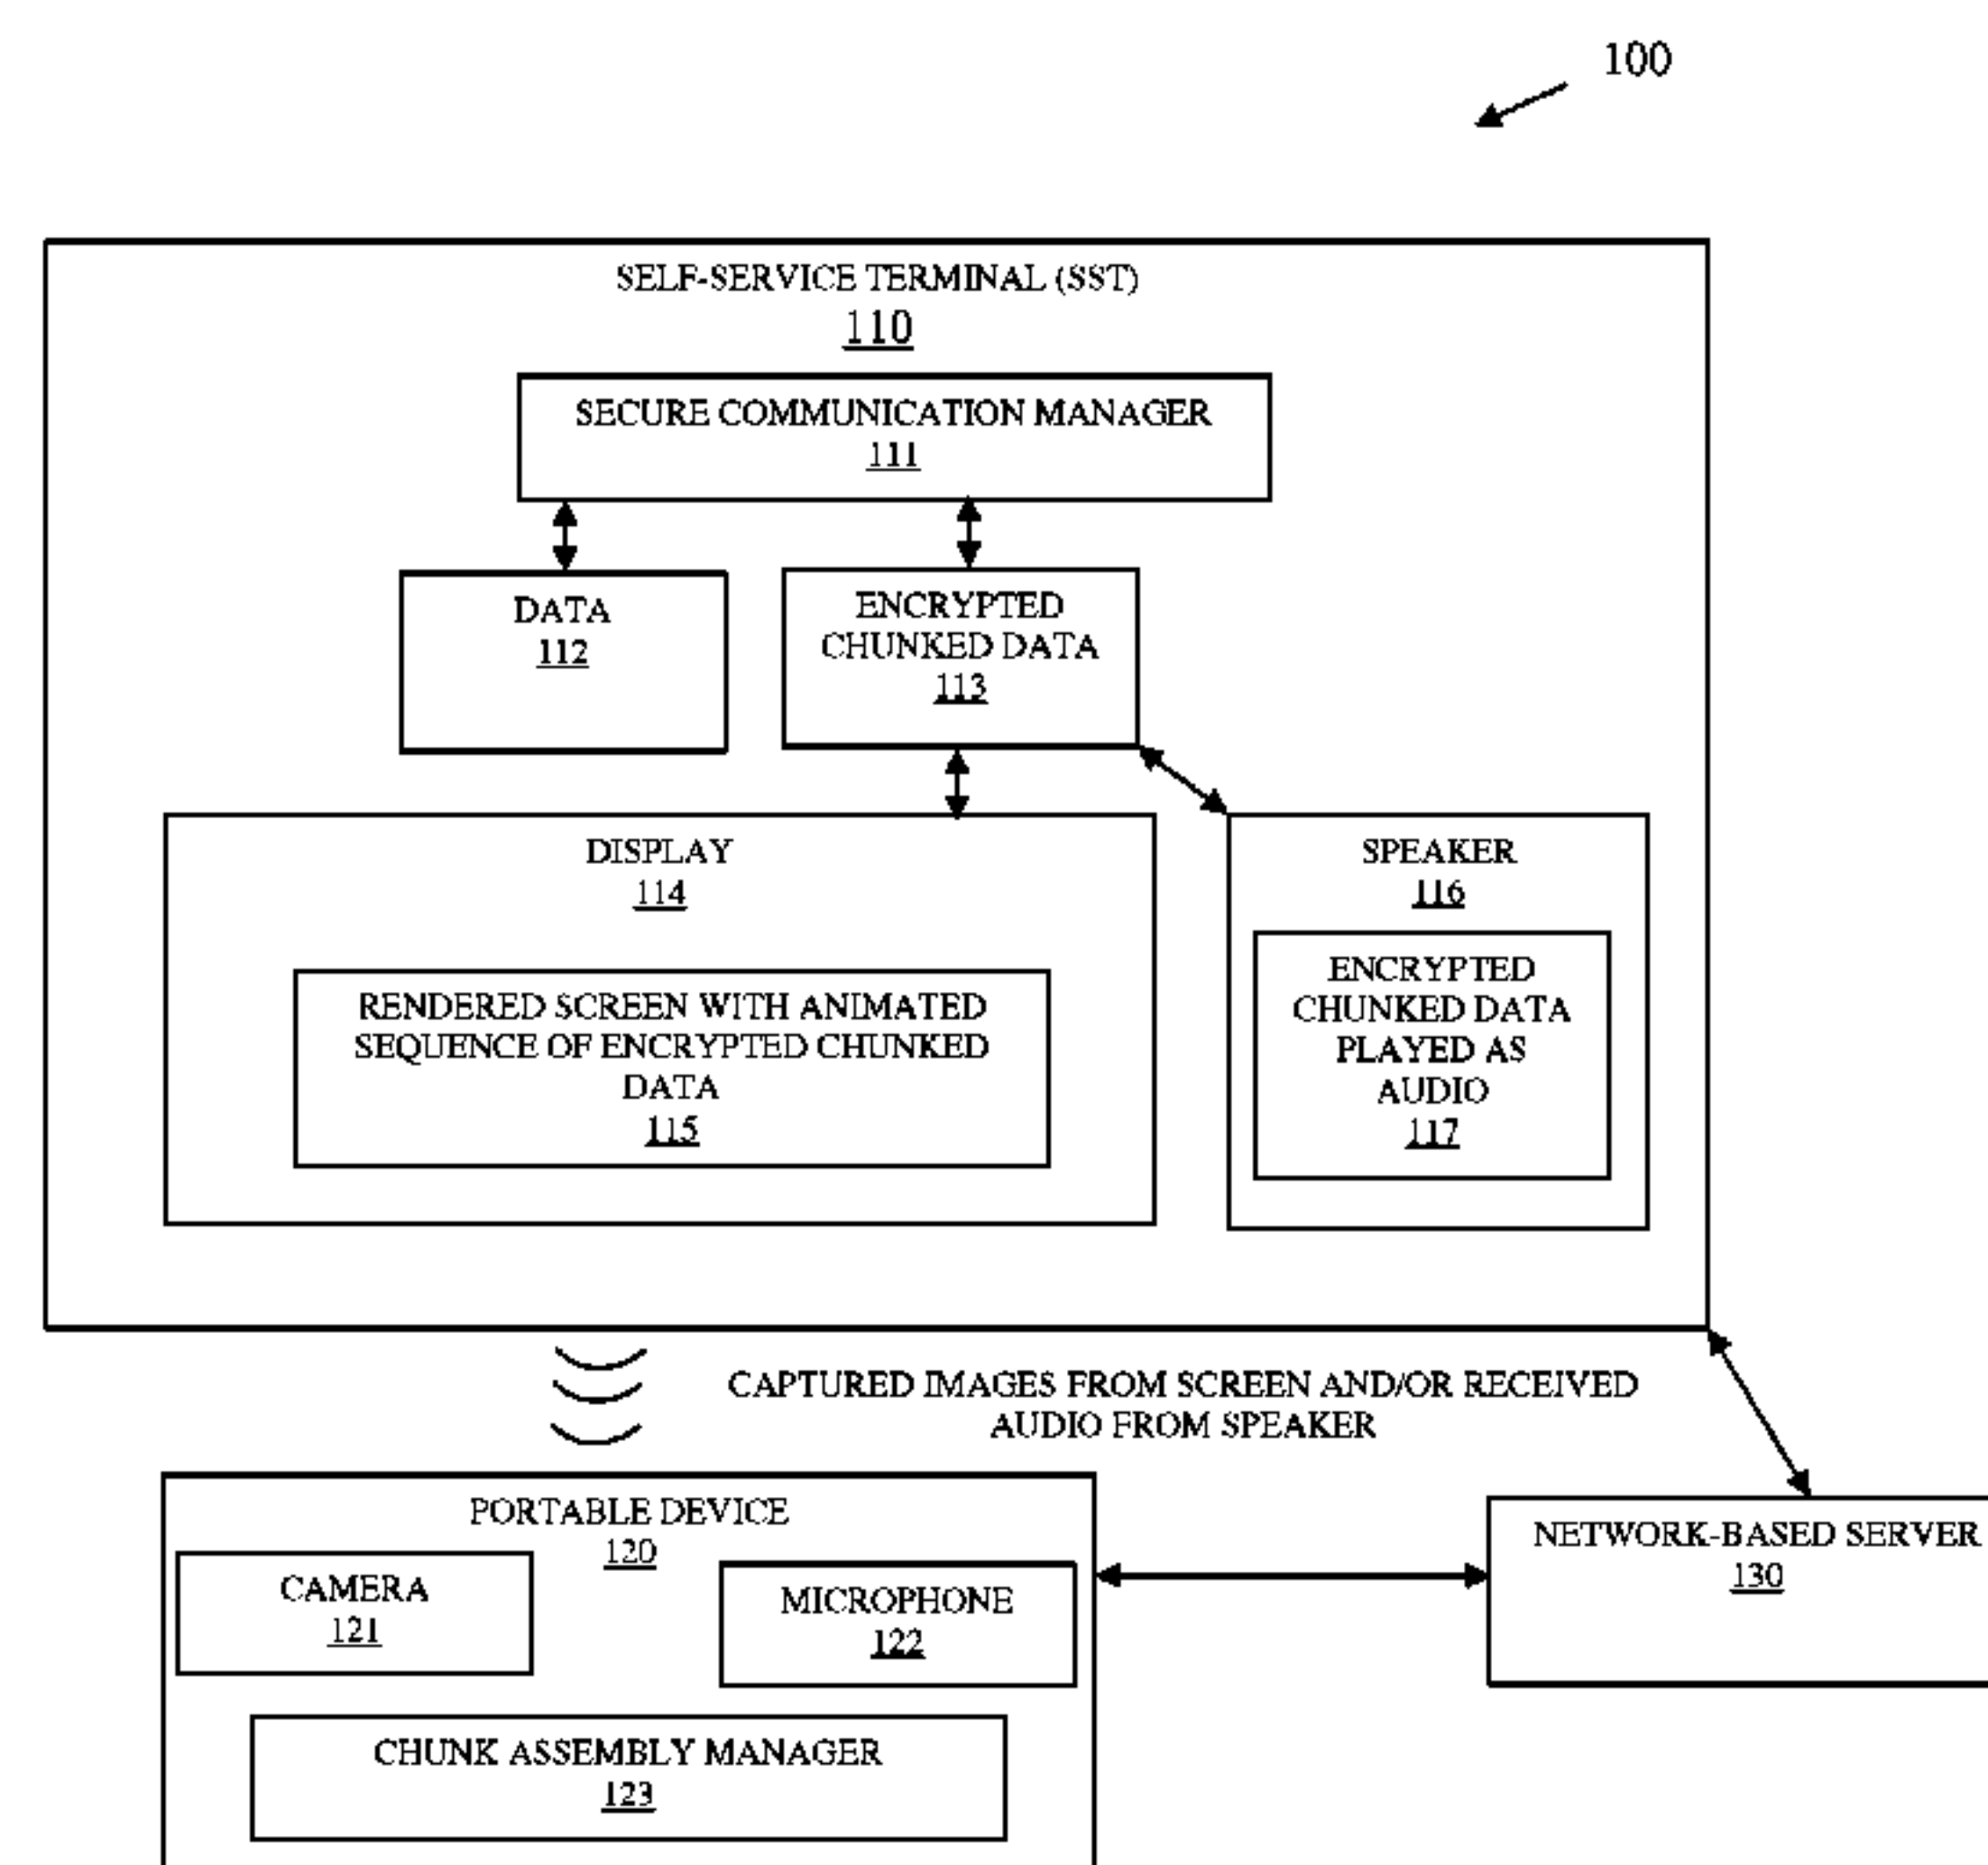 100
SELF-SERVICE TERMINAL (SST)
110
SECURE COMMUNICATION MANAGER
111
DATA
112
ENCRYPTED
CHUNKED DATA
113
DISPLAY
114
RENDERED SCREEN WITH ANIMATED
SEQUENCE OF ENCRYPTED CHUNKED
DATA
115
SPEAKER
116
ENCRYPTED
CHUNKED DATA
PLAYED AS
AUDIO
117
CAPTURED IMAGES FROM SCREEN AND/OR RECEIVED
AUDIO FROM SPEAKER
PORTABLE DEVICE
120
CAMERA
121
MICROPHONE
122
CHUNK ASSEMBLY MANAGER
123
NETWORK-BASED SERVER
130